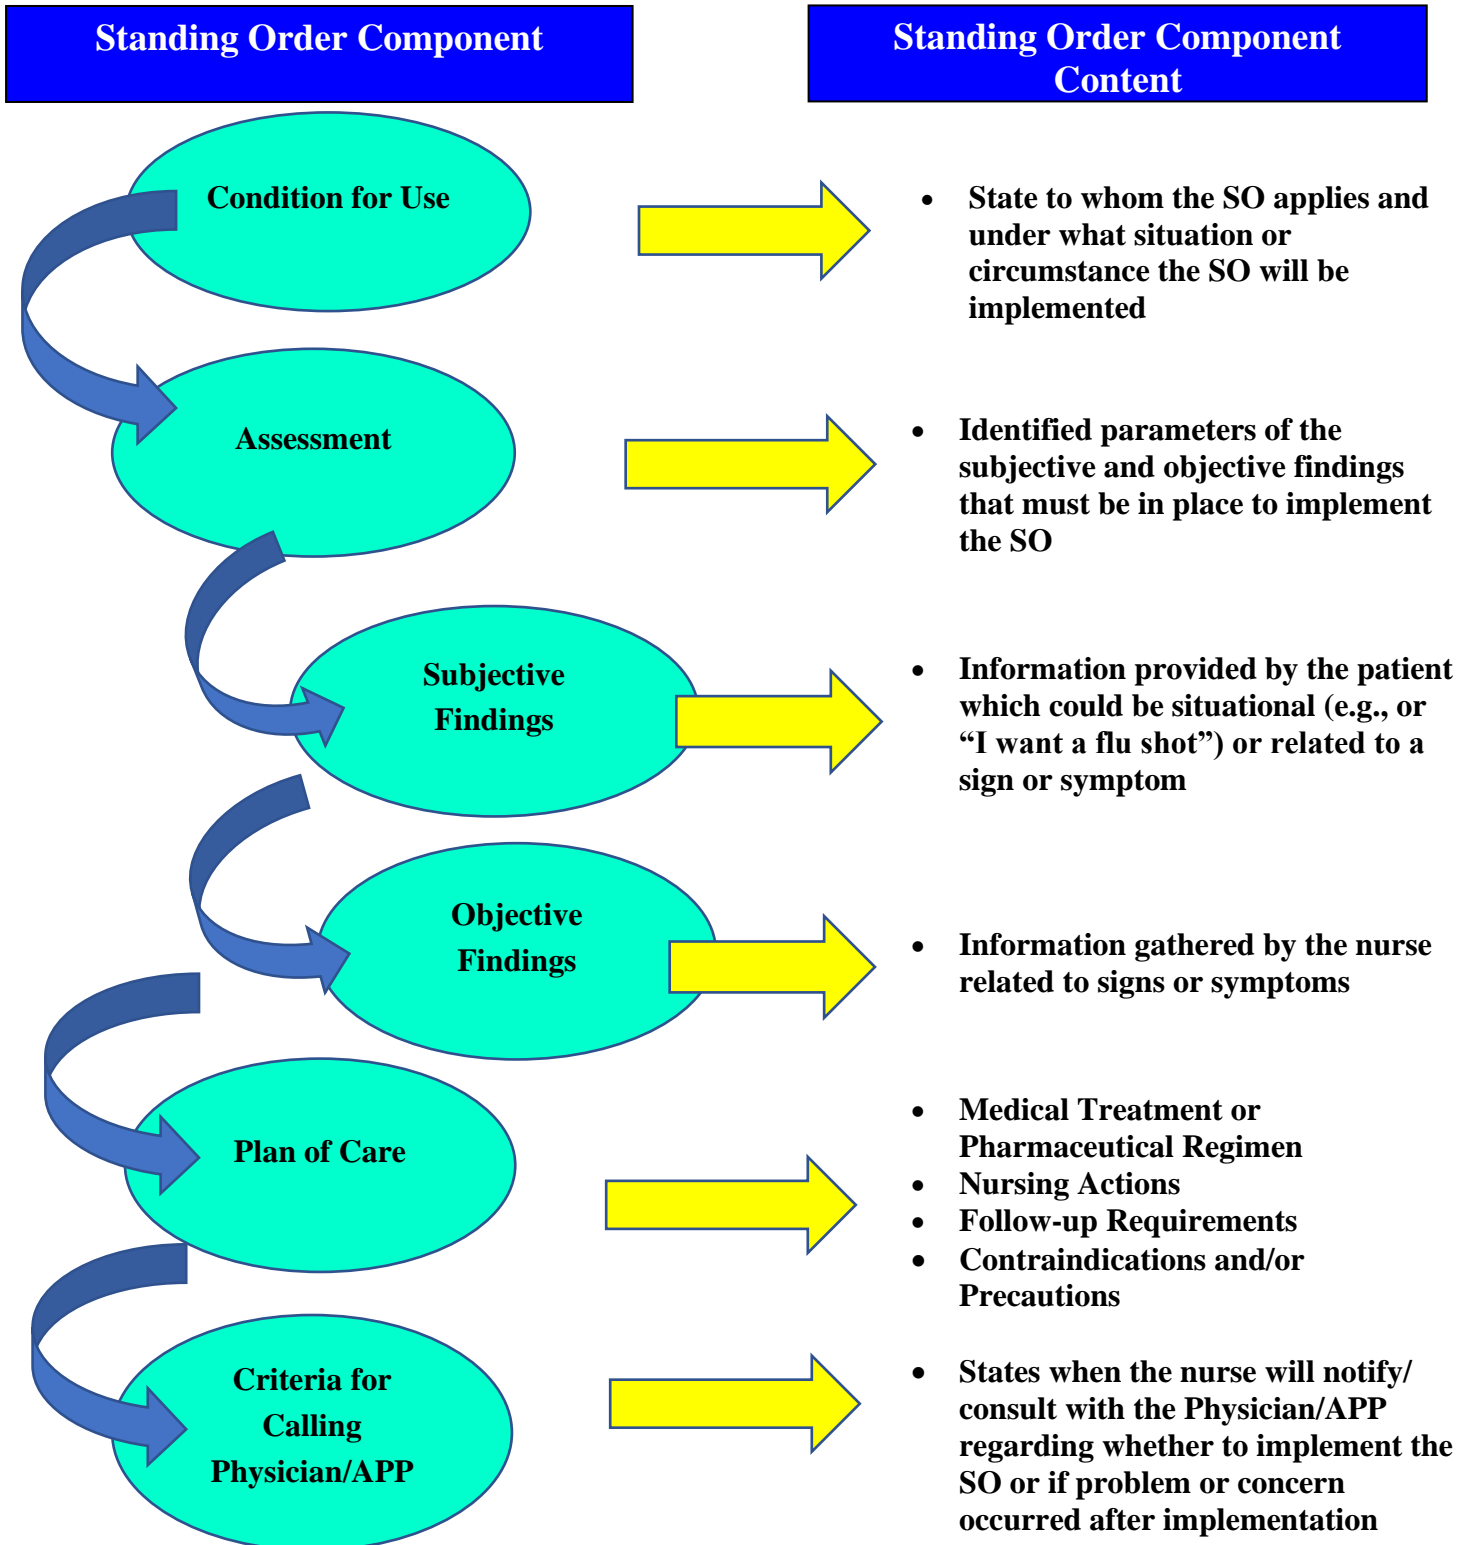 Standing Order Component
Standing Order Component
Content
Condition for Use
• State to whom the SO applies and
under what situation or
circumstance the SO will be
implemented
Assessment
• Identified parameters of the
subjective and objective findings
that must be in place to implement
the SO
Subjective
Findings
• Information provided by the patient
which could be situational (e.g., or
“I want a flu shot”) or related to a
sign or symptom
Objective
Findings
• Information gathered by the nurse
related to signs or symptoms
Plan of Care
• Medical Treatment or
Pharmaceutical Regimen
• Nursing Actions
• Follow-up Requirements
• Contraindications and/or
Precautions
Criteria for
Calling
Physician/APP
• States when the nurse will notify/
consult with the Physician/APP
regarding whether to implement the
SO or if problem or concern
occurred after implementation